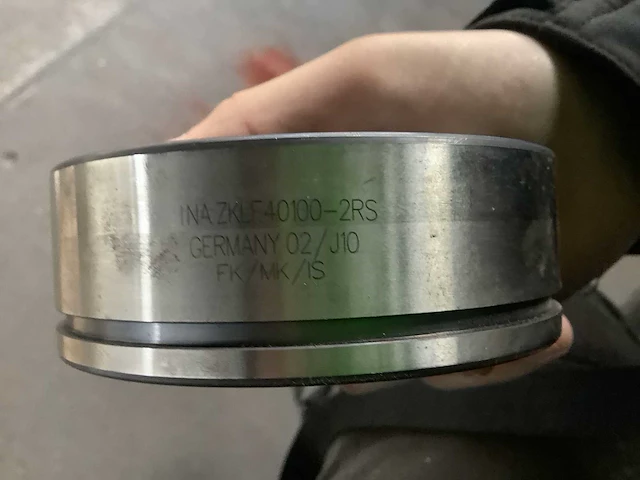 INA ZKLF40100-2RS
GERMANY 02/J10
FK/MK/IS